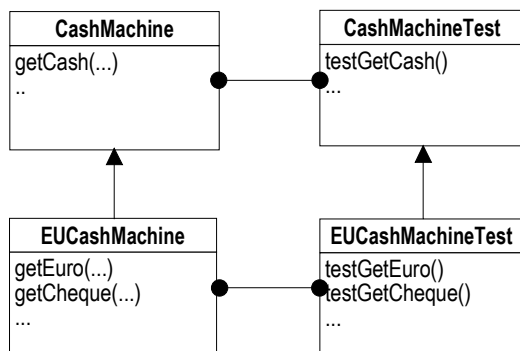 CashMachine
getCash(...)
..
CashMachineTest
testGetCash()
...
EUCashMachine
getEuro(...)
getCheque(...)
...
EUCashMachineTest
testGetEuro()
testGetCheque()
...